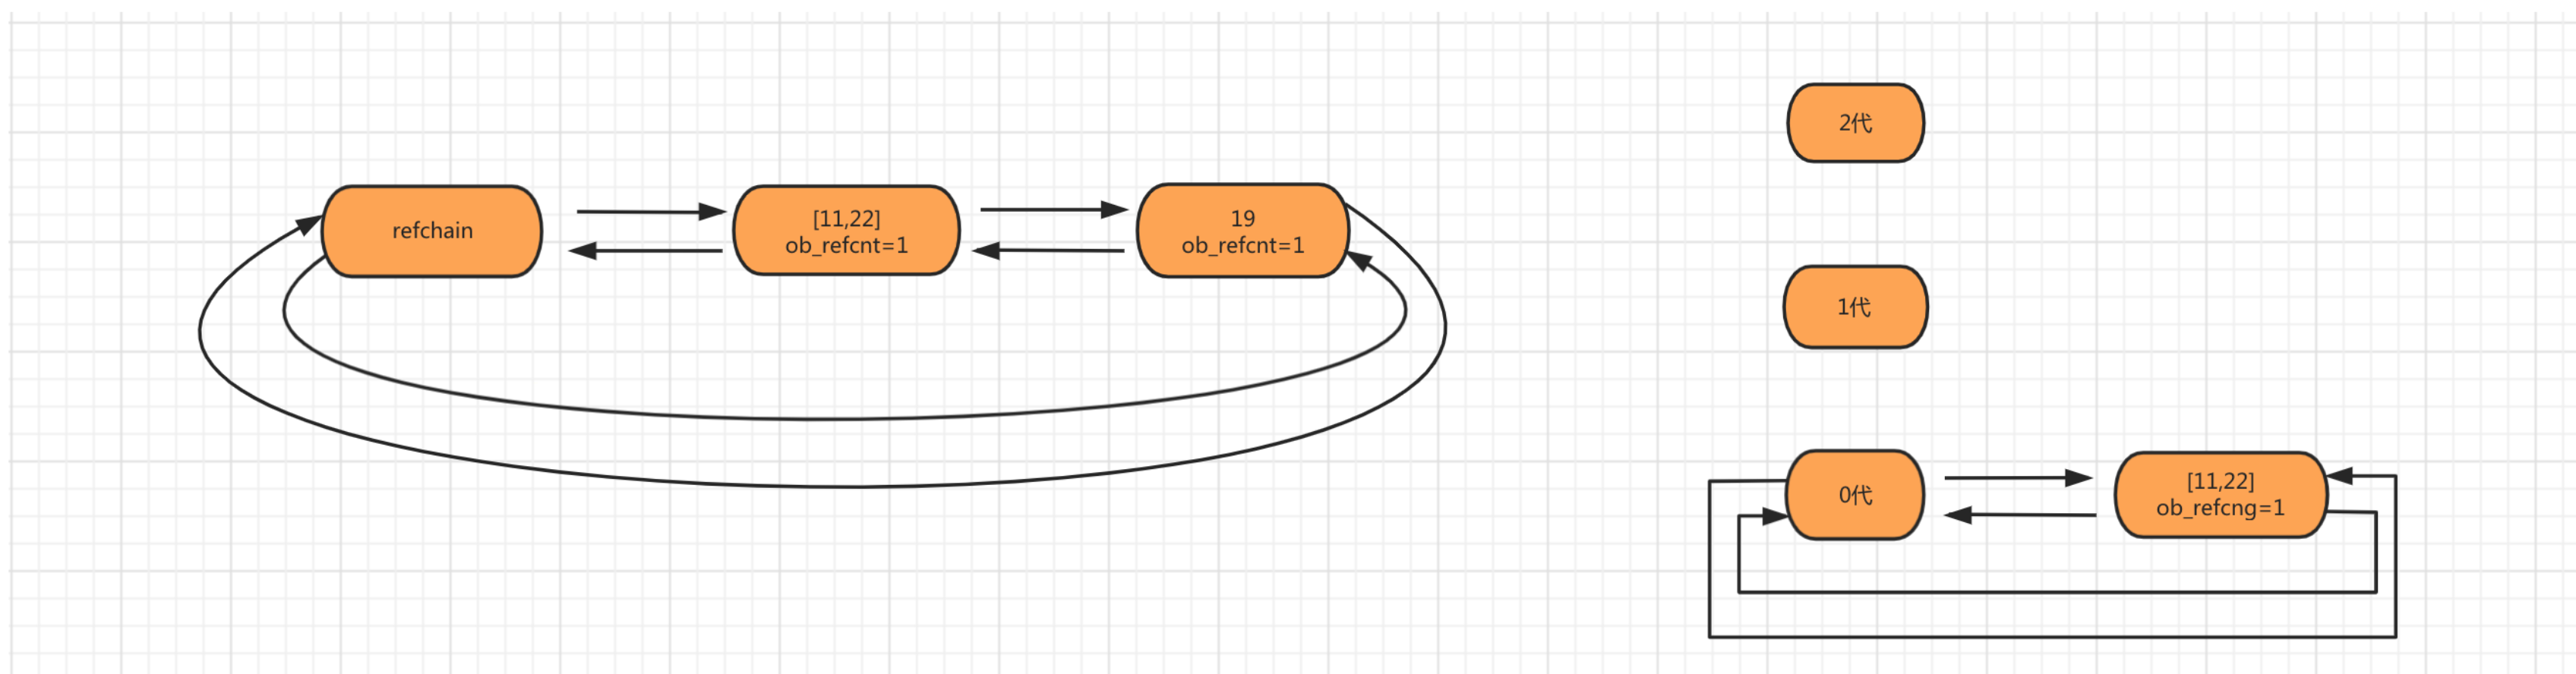 refchain
[11,22]
ob_refcnt=1
19
ob_refcnt=1
2代
1代
0代
[11,22]
ob_refcng=1